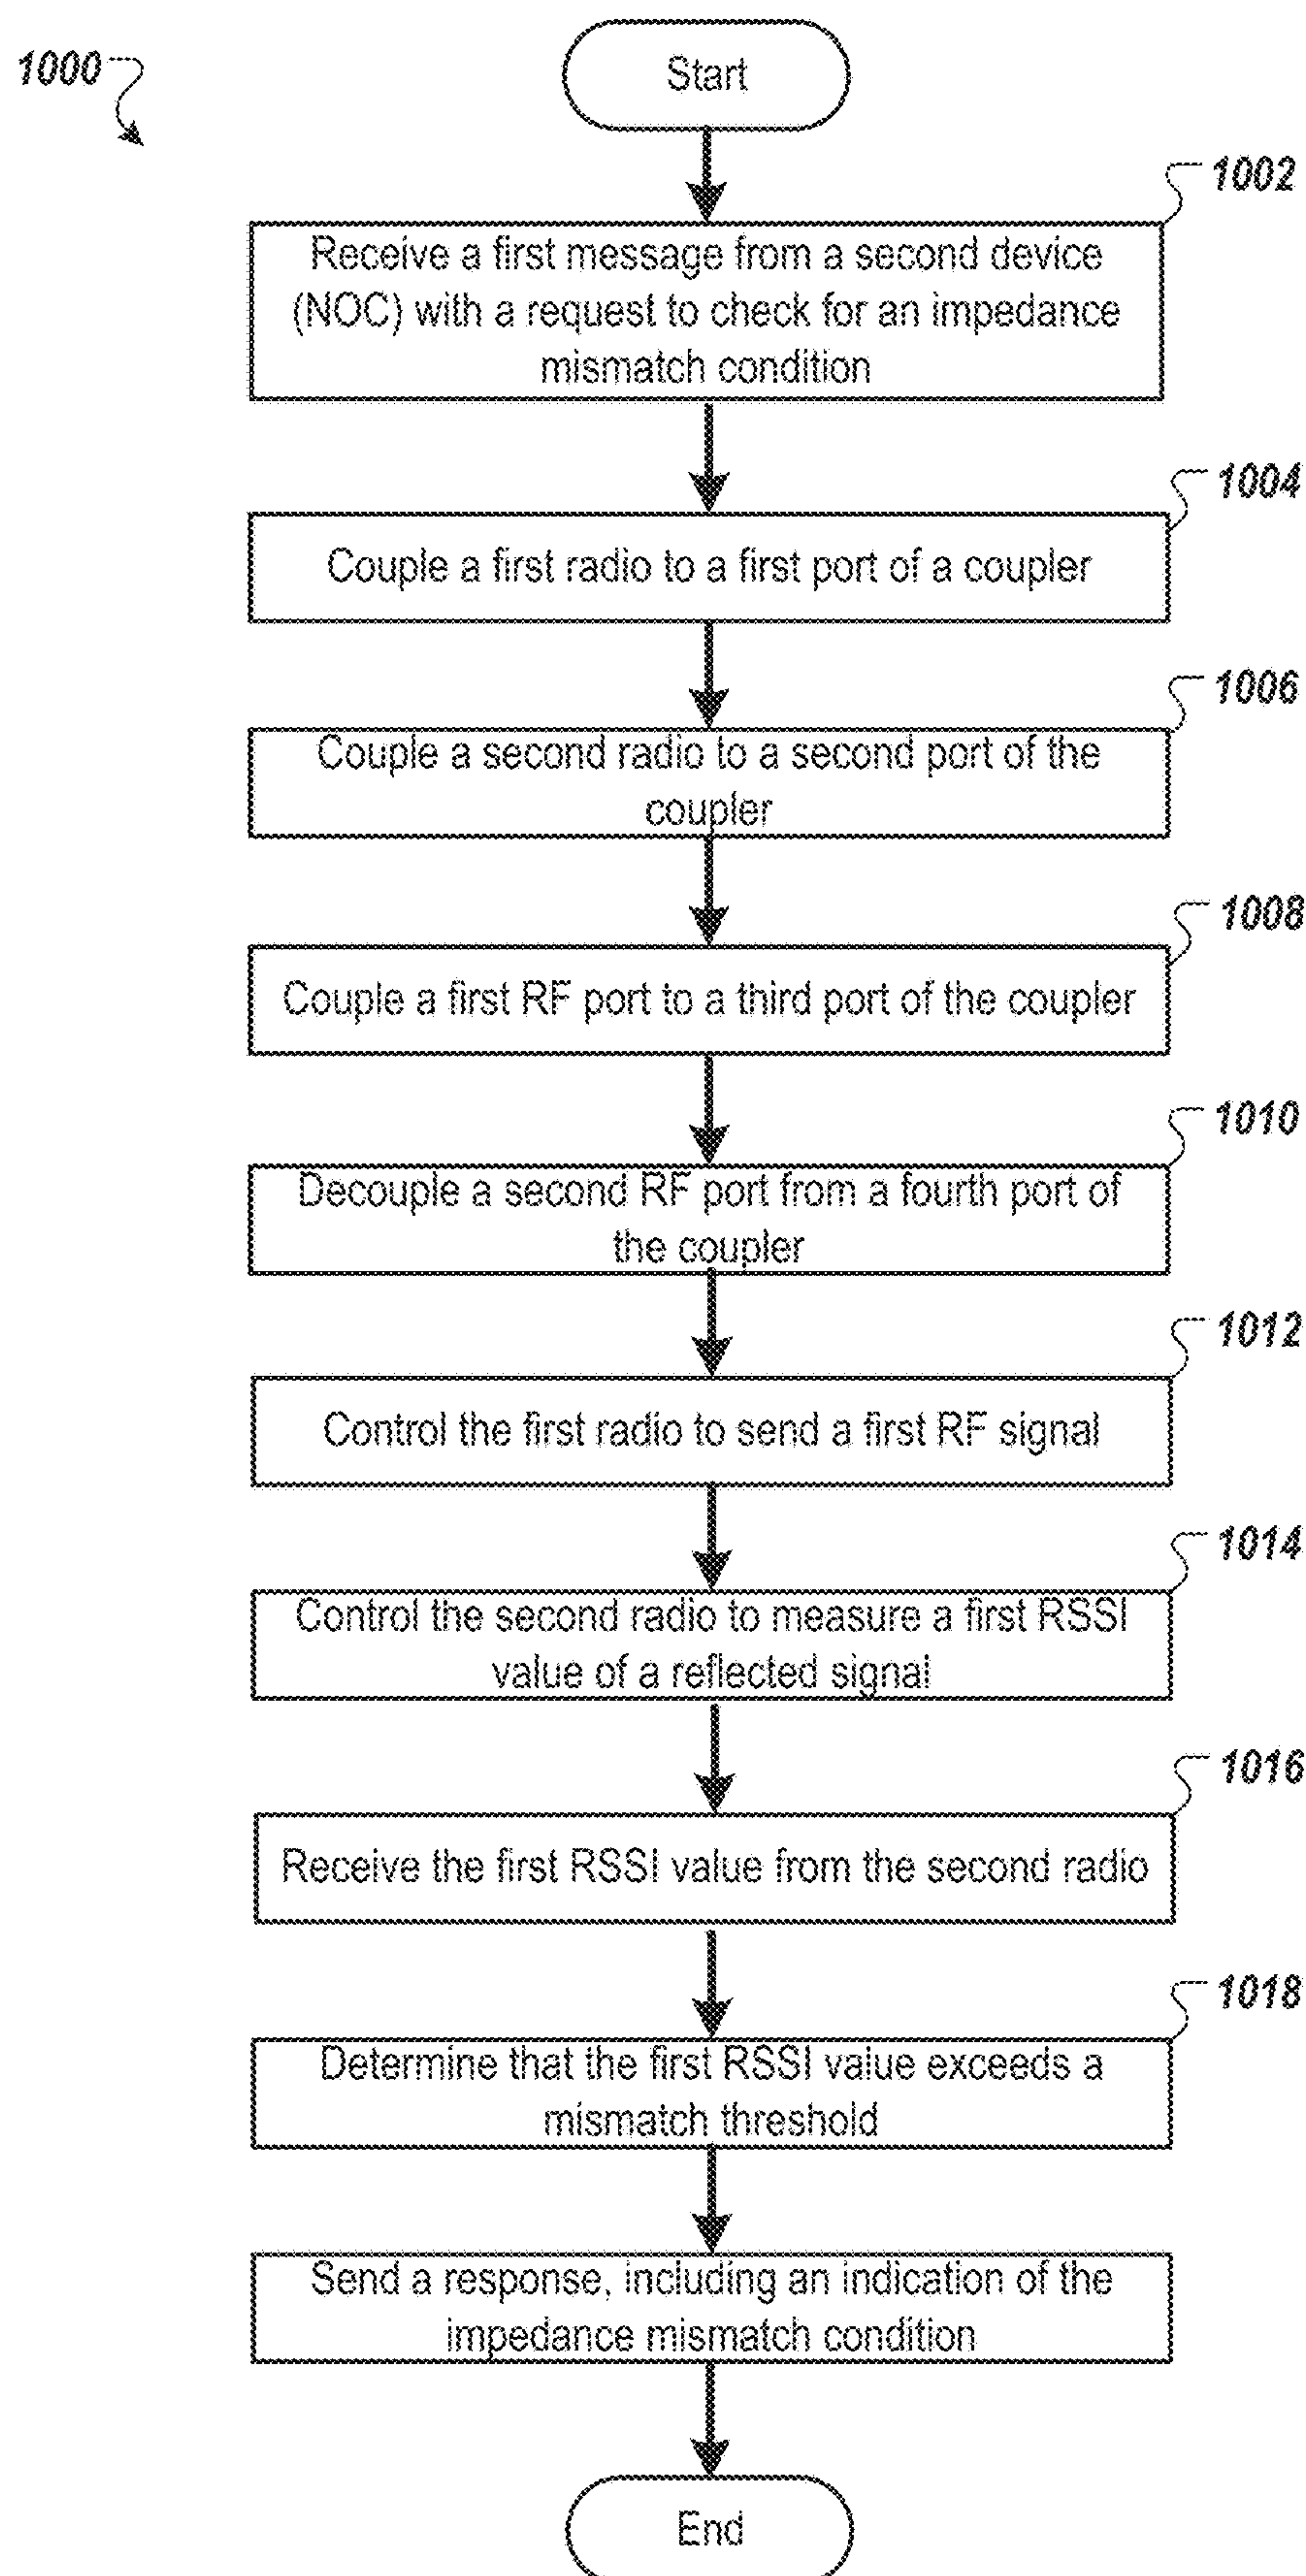 1000
Start
1002
Receive a first message from a second device
(NOC) with a request to check for an impedance
mismatch condition
1004
Couple a first radio to a first port of a coupler
1006
Couple a second radio to a second port of the
coupler
1008
Couple a first RF port to a third port of the coupler
1010
Decouple a second RF port from a fourth port of
the coupler
1012
Control the first radio to send a first RF signal
1014
Control the second radio to measure a first RSSI
value of a reflected signal
1016
Receive the first RSSI value from the second radio
1018
Determine that the first RSSI value exceeds a
mismatch threshold
Send a response, including an indication of the
impedance mismatch condition
End